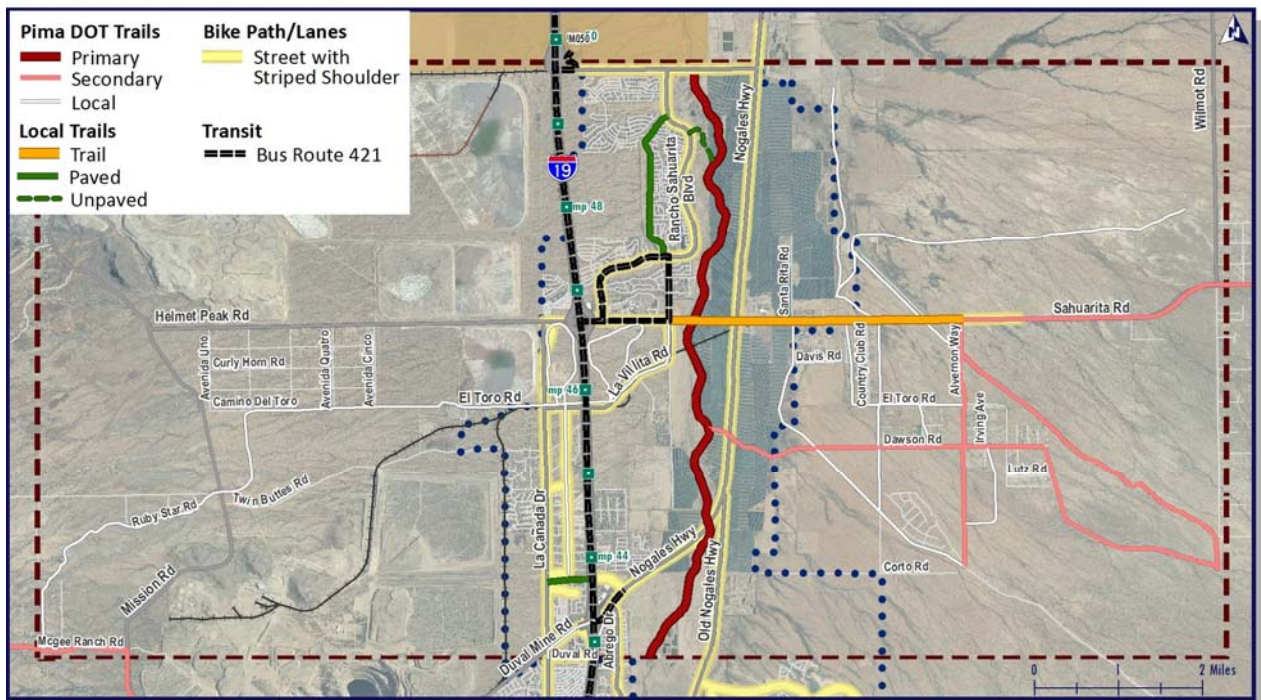 Pima DOT Trails
Primary
Secondary
Local
Local Trails
Trail
Paved
Unpaved
Bike Path/Lanes
Street with
Striped Shoulder
Transit
Bus Route 421
N
19
mp 48
Rancho Sahuarita
Blvd
Nogales Hwy
Wilmot Rd
Helmet Peak Rd
Avenida Uno
Curly Horn Rd
Avenida Quatro
Avenida Cinco
Camino Del Toro
El Toro Rd
mp 46
La Villita Rd
Santa Rita Rd
Davis Rd
Country Club Rd
Sahuarita Rd
Alvernon Way
El Toro Rd
Irving Ave
Dawson Rd
Lutz Rd
Ruby Star Rd
Twin Buttes Rd
La Cañada Dr
Mission Rd
mp 44
Nogales Hwy
Old Nogales Hwy
Corto Rd
Mcgee Ranch Rd
Duval Mine Rd
Duval Rd
Abrego Dr
0 1 2 Miles